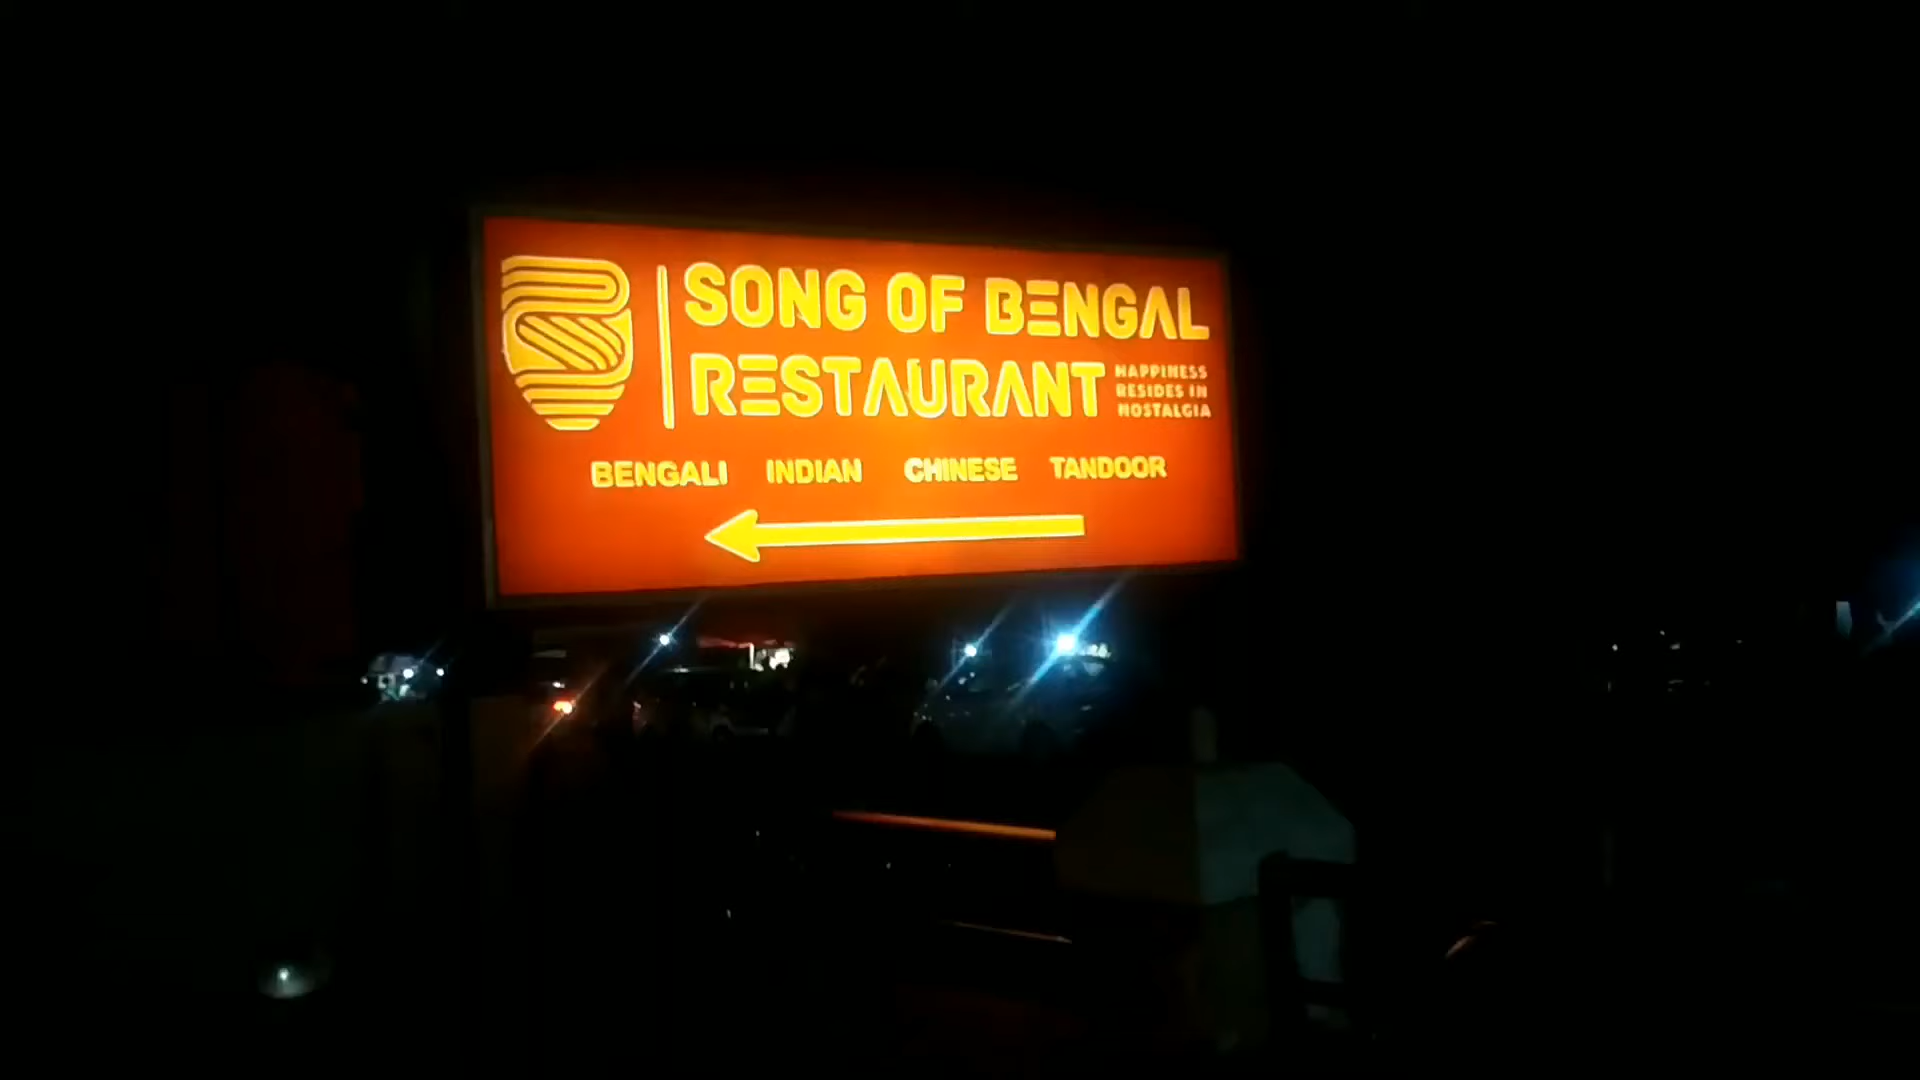 SONG OF BENGAL
RESTAURANT
HAPPINESS
RESIDES IN
NOSTALGIA
BENGALI INDIAN CHINESE TANDOOR